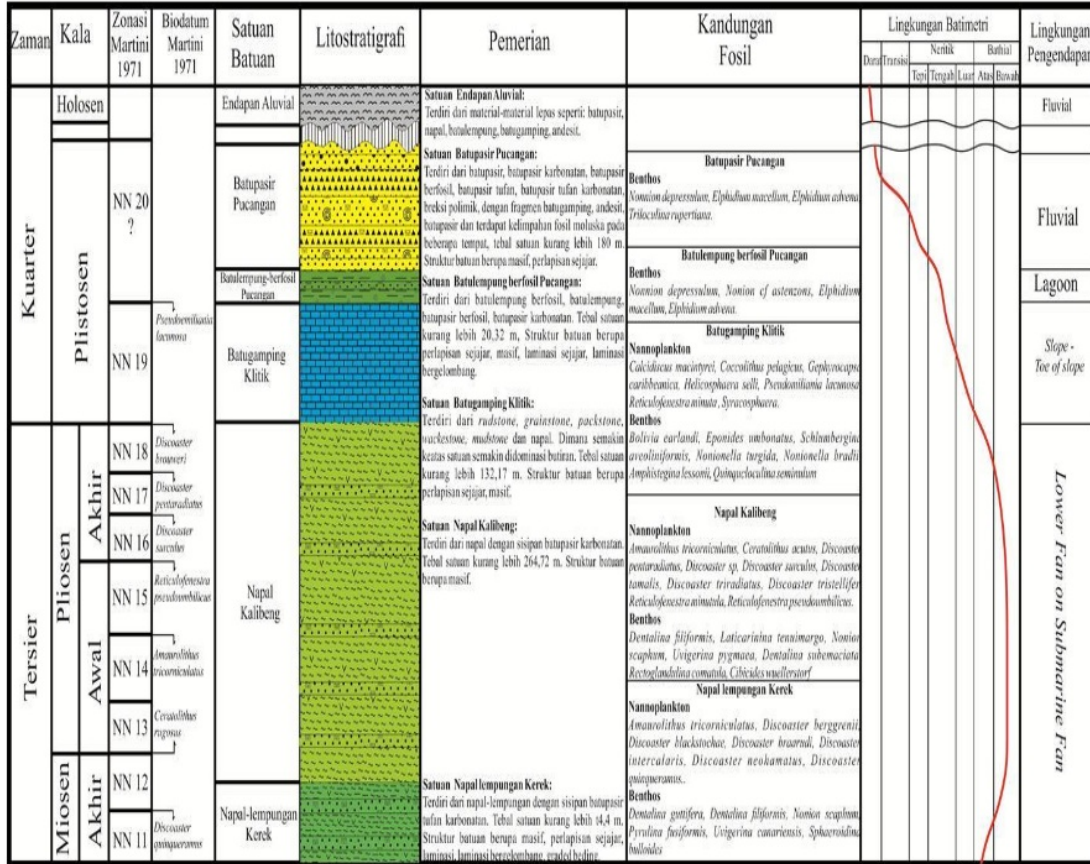 Zaman
Kala
Zonasi
Martini
1971
Biodatum
Martini
1971
Satuan
Batuan
Litostratigrafi
Pemerian
Kandungan
Fosil
Lingkungan Batimetri
Darat
Transisi
Neritik
Bathial
Tepi
Tengah
Luar
Atas
Bawah
Lingkungan
Pengendapan
Kuarter
Tersier
Holosen
Plistosen
Pliosen
Akhir
Awal
Miosen
Akhir
NN 20
?
NN 19
NN 18
NN 17
NN 16
NN 15
NN 14
NN 13
NN 12
NN 11
Pseudoemiliania
lacunosa
Discoaster
brouweri
Discoaster
pentaradiatus
Discoaster
surculus
Reticulofenestra
pseudoumbilicus
Amaurolithus
tricorniculatus
Ceratolithus
rugosus
Discoaster
quinqueramus
Endapan Aluvial
Batupasir
Pucangan
Batulempung-berfosil
Pucangan
Batugamping
Klitik
Napal
Kalibeng
Napal-lempungan
Kerek
Satuan Endapan Aluvial:
Terdiri dari material-material lepas seperti: batupasir,
napal, batulempung, batugamping, andesit.
Satuan Batupasir Pucangan:
Terdiri dari batupasir, batupasir karbonatan, batupasir
berfosil, batupasir tufan, batupasir tufan karbonatan,
breksi polimik, dengan fragmen batugamping, andesit,
batupasir dan terdapat kelimpahan fosil moluska pada
beberapa tempat, tebal satuan kurang lebih 180 m.
Struktur batuan berupa masif, perlapisan sejajar.
Satuan Batulempung berfosil Pucangan:
Terdiri dari batulempung berfosil, batulempung,
batupasir berfosil, batupasir karbonatan. Tebal satuan
kurang lebih 20,32 m, Struktur batuan berupa
perlapisan sejajar, masif, laminasi sejajar, laminasi
bergelombang.
Satuan Batugamping Klitik:
Terdiri dari rudstone, grainstone, packstone,
wackestone, mudstone dan napal. Dimana semakin
keatas satuan semakin didominasi butiran. Tebal satuan
kurang lebih 132,17 m. Struktur batuan berupa
perlapisan sejajar, masif.
Satuan Napal Kalibeng:
Terdiri dari napal dengan sisipan batupasir karbonatan.
Tebal satuan kurang lebih 264,72 m. Struktur batuan
berupa masif.
Satuan Napal lempungan Kerek:
Terdiri dari napal-lempungan dengan sisipan batupasir
tufan karbonatan. Tebal satuan kurang lebih t4,4 m.
Struktur batuan berupa masif, perlapisan sejajar,
laminasi, laminasi bergelombang, graded beding.
Batupasir Pucangan
Benthos
Nonnion depressulum, Elphidium macellum, Elphidium advena,
Triloculina rupertiana.
Batulempung berfosil Pucangan
Benthos
Nonnion depressulum, Nonion cf astenzons, Elphidium
macellum, Elphidium advena.
Batugamping Klitik
Nannoplankton
Calcidiscus macintyrei, Coccolithus pelagicus, Gephyrocapsa
caribbeanica, Helicosphaera selli, Pseudomiliania lacunosa
Reticulofenestra minuta, Syracosphaera.
Benthos
Bolivia earlandi, Eponides umbonatus, Schlumbergina
areoliniformis, Nonionella turgida, Nonionella bradii
Amphistegina lessonii, Quinqueloculina seminulum
Napal Kalibeng
Nannoplankton
Amaurolithus tricorniculatus, Ceratolithus acutus, Discoaster
pentaradiatus, Discoaster sp. Discoaster surculus, Discoaster
tamalis, Discoaster triradiatus, Discoaster tristellifer
Reticulofenestra minutula, Reticulofenestra pseudoumbilicus.
Benthos
Dentalina filiformis, Laticarinina tenuimargo, Nonion
scaphum, Uvigerina pygmaea, Dentalina subemaciata
Rectoglandulina comatula, Cibicides wuellerstorf
Napal lempungan Kerek
Nannoplankton
Amaurolithus tricorniculatus, Discoaster berggrenii,
Discoaster blackstockae, Discoaster braarudi, Discoaster
intercalaris, Discoaster neohamatus, Discoaster
quinqueramus..
Benthos
Dentalina guttifera, Dentalina filiformis, Nonion scaphum,
Pyrulina fusiformis, Uvigerina canariensis, Sphaeroidina
bulloides
Fluvial
Fluvial
Lagoon
Slope -
Toe of slope
Lower Fan on Submarine Fan